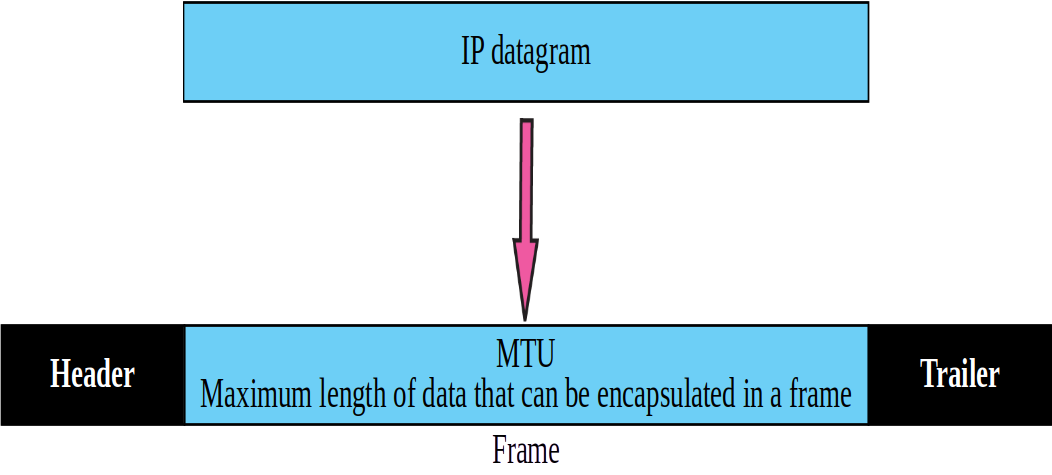 IP datagram
MTU
Header
Maximum length of data that can be encapsulated in a frame
Trailer
Frame